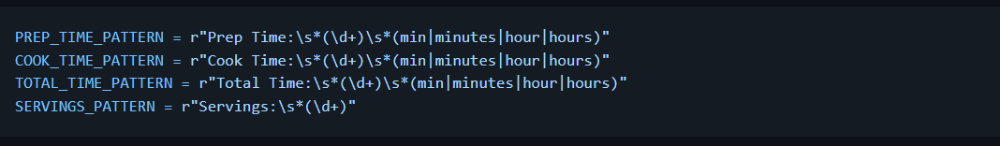 PREP_TIME_PATTERN = r"Prep Time:\s*(\d+)\s*(min|minutes|hour|hours)"
COOK_TIME_PATTERN = r"Cook Time:\s*(\d+)\s*(min|minutes|hour|hours)"
TOTAL_TIME_PATTERN = r"Total Time:\s*(\d+)\s*(min|minutes|hour|hours)"
SERVINGS_PATTERN = r"Servings:\s*(\d+)"